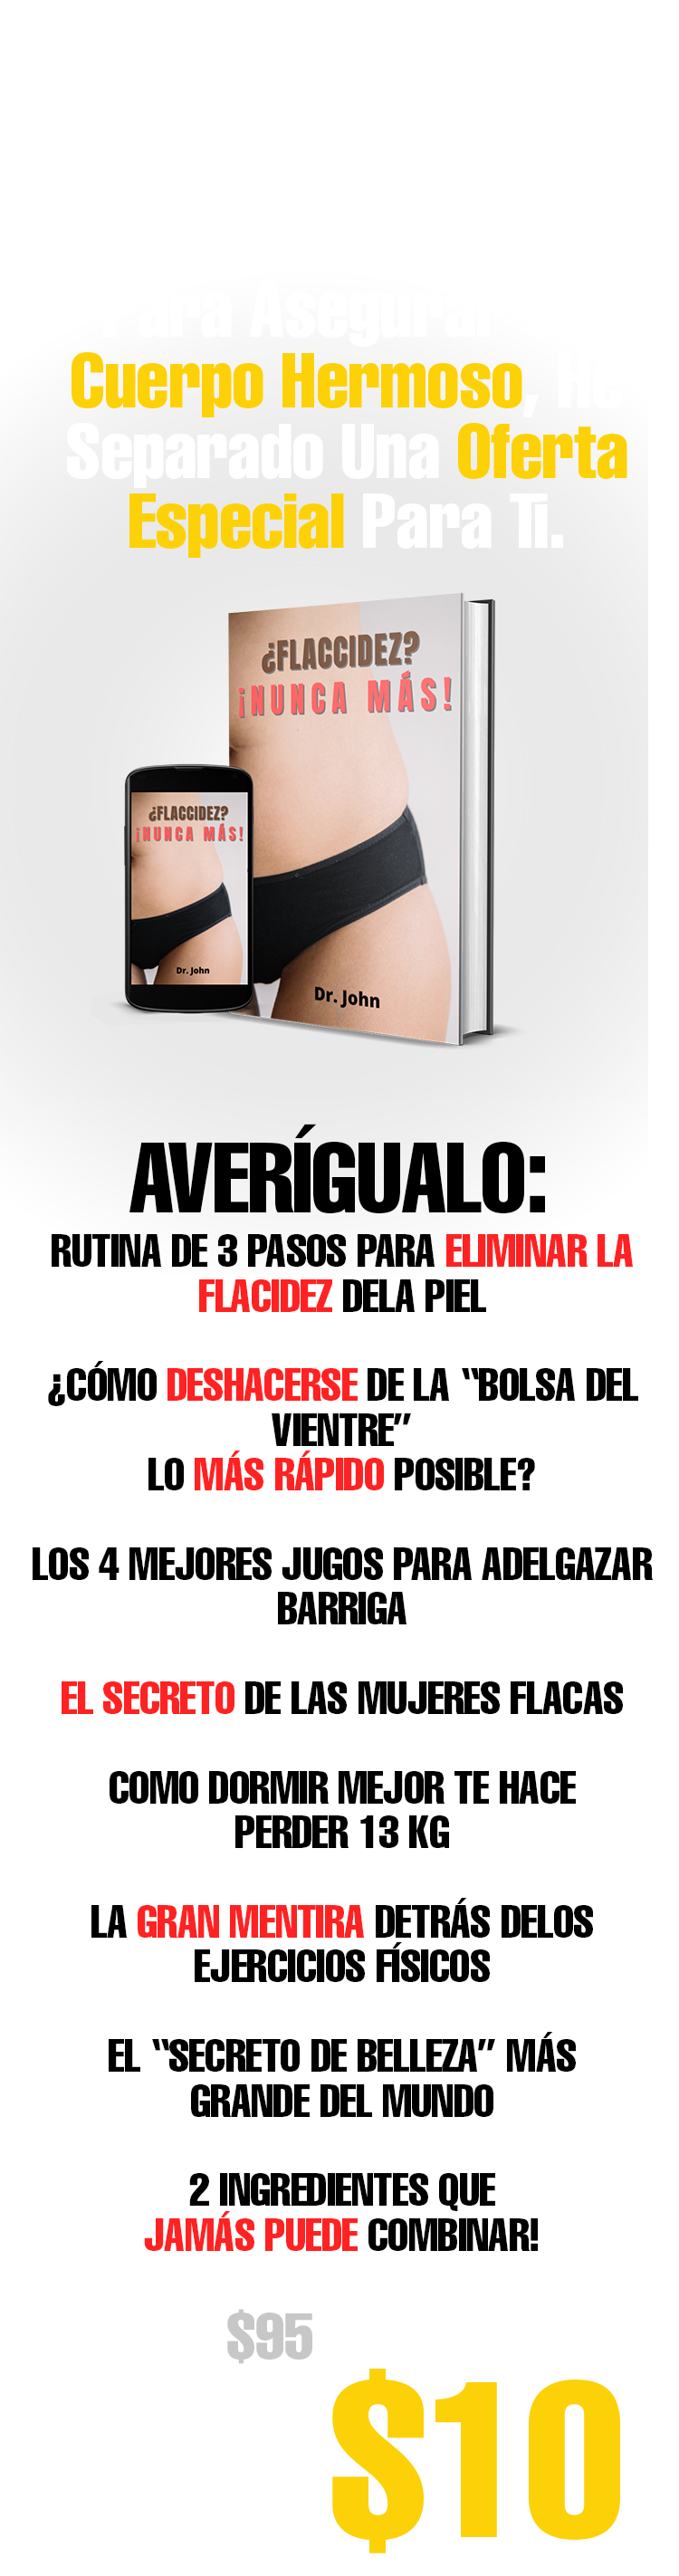 Para Asegurar
Cuerpo Hermoso, He
Separado Una Oferta
Especial Para Ti.
¿FLACCIDEZ?
¡NUNCA MÁS!
¿FLACCIDEZ?
¡NUNCA MÁS!
Dr. John
Dr. John
AVERÍGUALO:
RUTINA DE 3 PASOS PARA ELIMINAR LA
FLACIDEZ DELA PIEL
¿CÓMO DESHACERSE DE LA “BOLSA DEL
VIENTRE”
LO MÁS RÁPIDO POSIBLE?
LOS 4 MEJORES JUGOS PARA ADELGAZAR
BARRIGA
EL SECRETO DE LAS MUJERES FLACAS
COMO DORMIR MEJOR TE HACE
PERDER 13 KG
LA GRAN MENTIRA DETRÁS DELOS
EJERCICIOS FÍSICOS
EL “SECRETO DE BELLEZA” MÁS
GRANDE DEL MUNDO
2 INGREDIENTES QUE
JAMÁS PUEDE COMBINAR!
$95
$10